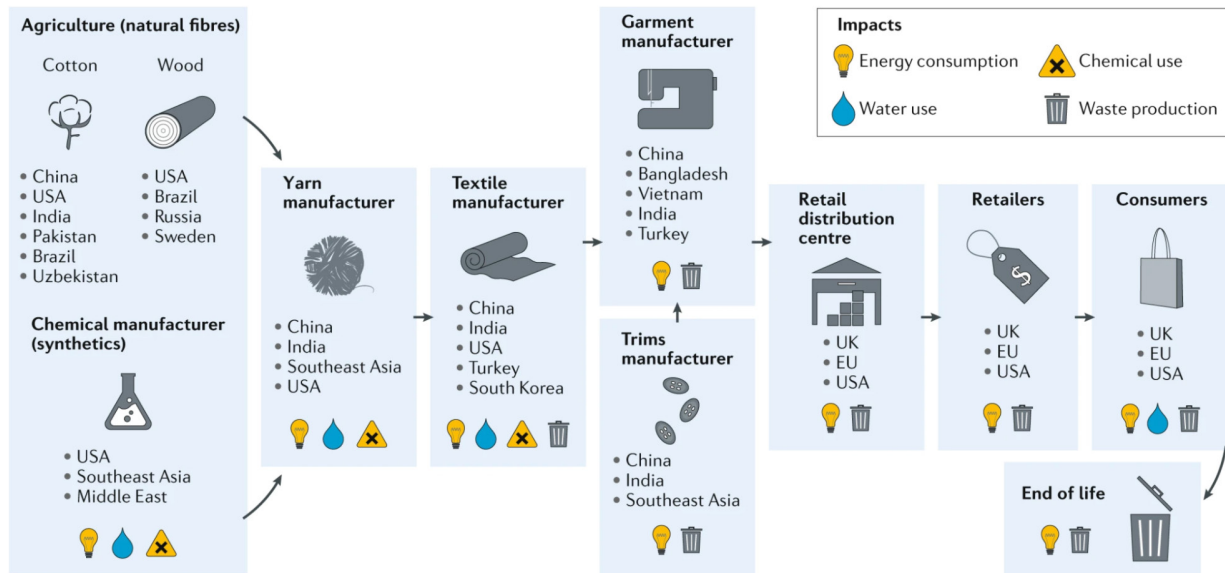 Agriculture (natural fibres)
Cotton
• China
• USA
• India
• Pakistan
• Brazil
• Uzbekistan
Wood
• USA
• Brazil
• Russia
• Sweden
Chemical manufacturer
(synthetics)
• USA
• Southeast Asia
• Middle East
Yarn
manufacturer
• China
• India
• Southeast Asia
• USA
Textile
manufacturer
• China
• India
• USA
• Turkey
• South Korea
Garment
manufacturer
• China
• Bangladesh
• Vietnam
• India
• Turkey
Trims
manufacturer
• China
• India
• Southeast Asia
Retail
distribution
centre
• UK
• EU
• USA
Retailers
$
• UK
• EU
• USA
Consumers
• UK
• EU
• USA
End of life
Impacts
Energy consumption
Chemical use
Water use
Waste production